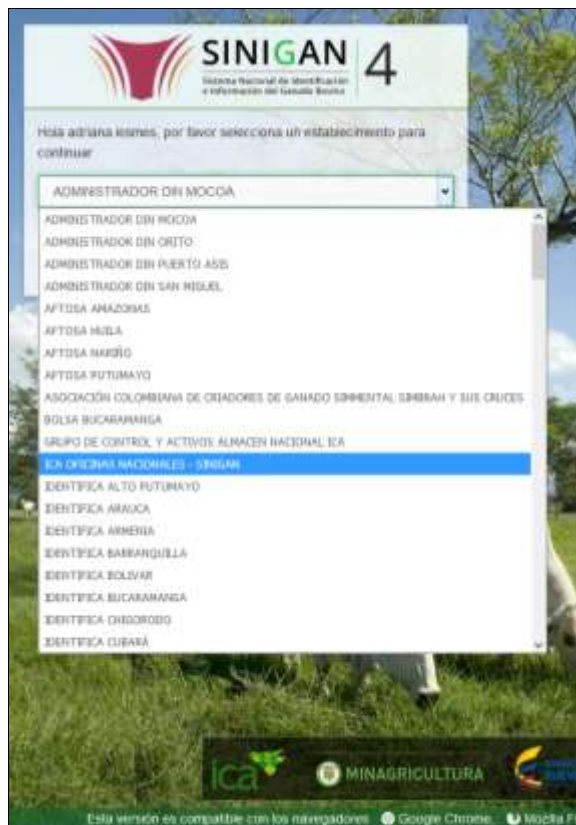 SINIGAN 4
Sistema Nacional de Identificación
e Información del Ganado Bovino
Hola adriana lesmes, por favor selecciona un establecimiento para
continuar
ADMINISTRADOR DIN MOCOA
ADMINISTRADOR DIN MOCOA
ADMINISTRADOR DIN ORITO
ADMINISTRADOR DIN PUERTO ASIS
ADMINISTRADOR DIN SAN MIGUEL
AFTOSA AMAZONAS
AFTOSA HUILA
AFTOSA NARIÑO
AFTOSA PUTUMAYO
ASOCIACIÓN COLOMBIANA DE CRIADORES DE GANADO SIMMENTAL SIMBRAH Y SUS CRUCES
BOLSA BUCARAMANGA
GRUPO DE CONTROL Y ACTIVOS ALMACEN NACIONAL ICA
ICA OFICINAS NACIONALES - SINIGAN
IDENTIFICA ALTO PUTUMAYO
IDENTIFICA ARAUCA
IDENTIFICA ARMENIA
IDENTIFICA BARRANQUILLA
IDENTIFICA BOLIVAR
IDENTIFICA BUCARAMANGA
IDENTIFICA CHIGORODO
IDENTIFICA CUBARÁ
ica MINAGRICULTURA
Esta versión es compatible con los navegadores Google Chrome, Mozilla F